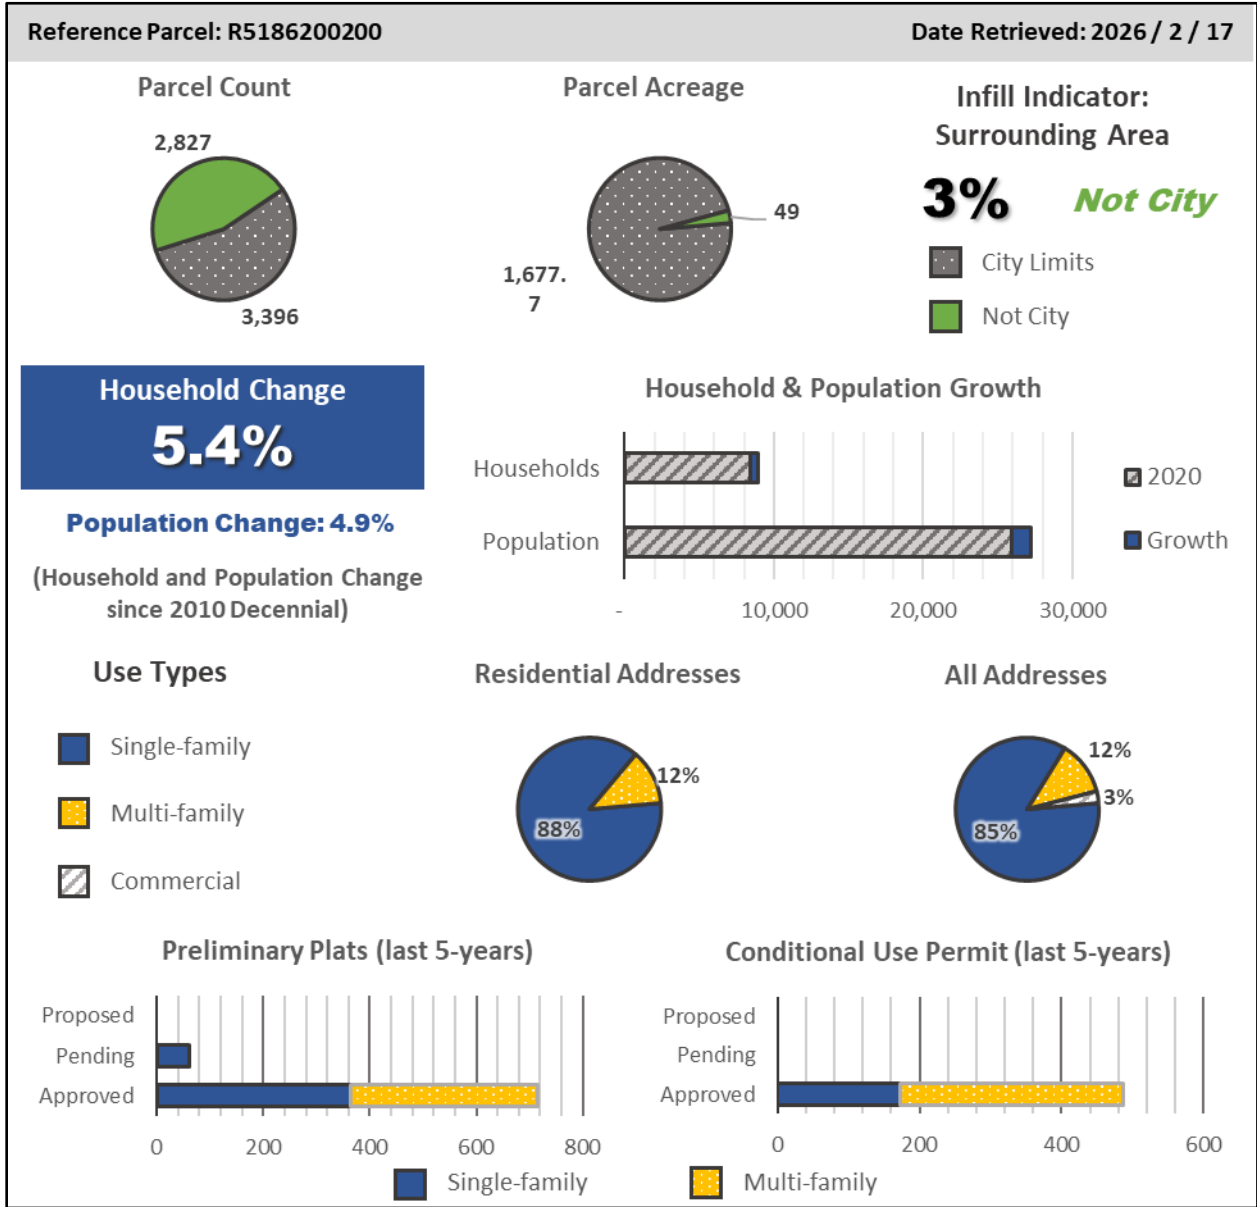 Reference Parcel: R5186200200
Date Retrieved: 2026 / 2 / 17
Parcel Count
2,827
3,396
Parcel Acreage
49
1,677.
7
Infill Indicator:
Surrounding Area
3%
Not City
City Limits
Not City
Household Change
5.4%
Population Change: 4.9%
(Household and Population Change
since 2010 Decennial)
Household & Population Growth
Households
Population
-
10,000
20,000
30,000
2020
Growth
Use Types
Single-family
Multi-family
Commercial
Residential Addresses
12%
88%
All Addresses
12%
3%
85%
Preliminary Plats (last 5-years)
Proposed
Pending
Approved
0
200
400
600
800
Conditional Use Permit (last 5-years)
Proposed
Pending
Approved
0
200
400
600
Single-family
Multi-family